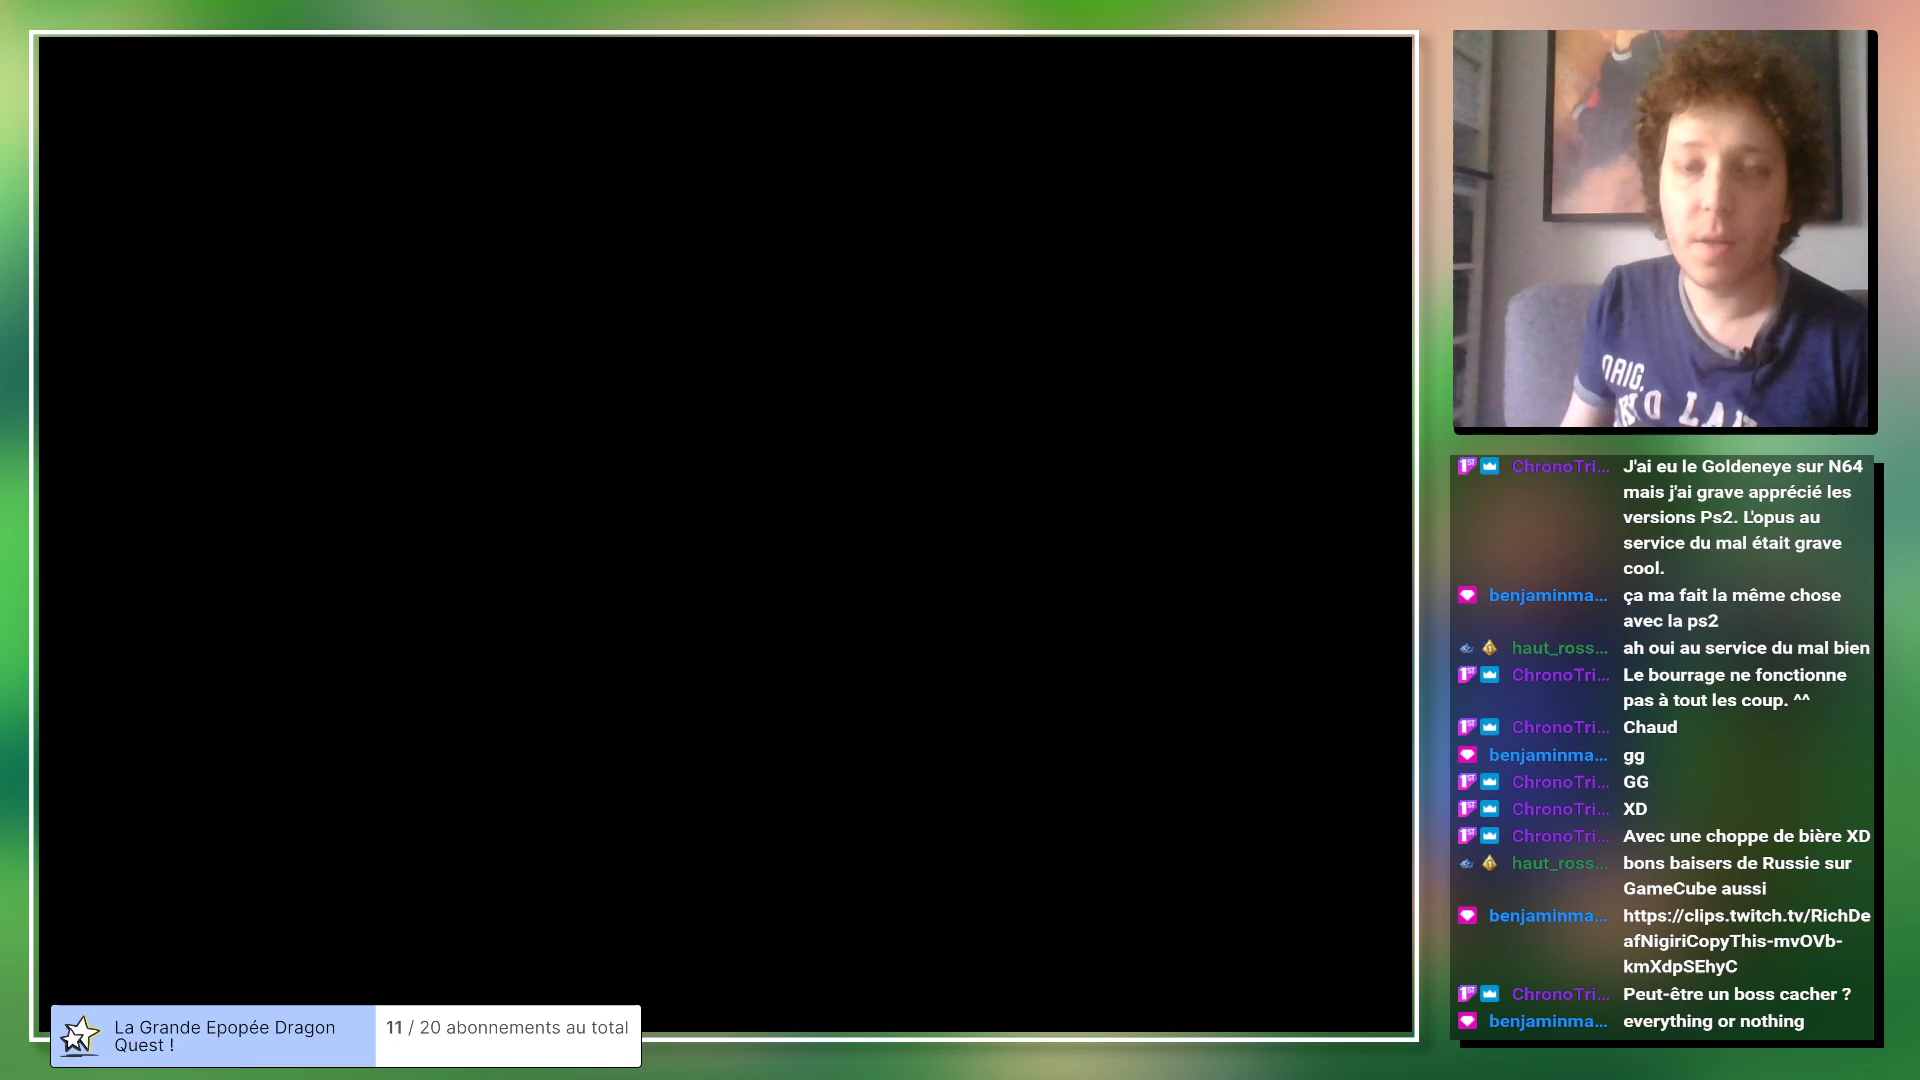 ORIG.
ChronoTri... J'ai eu le Goldeneye sur N64
mais j'ai grave apprécié les
versions Ps2. L'opus au
service du mal était grave
cool.
benjaminma... ça ma fait la même chose
avec la ps2
haut_ross... ah oui au service du mal bien
ChronoTri... Le bourrage ne fonctionne
pas à tout les coup. ^^
ChronoTri... Chaud
benjaminma... gg
ChronoTri... GG
ChronoTri... XD
ChronoTri... Avec une choppe de bière XD
haut_ross... bons baisers de Russie sur
GameCube aussi
benjaminma... https://clips.twitch.tv/RichDe
afNigiriCopyThis-mvOVb-
kmXdpSEhyC
ChronoTri... Peut-être un boss cacher ?
benjaminma... everything or nothing
La Grande Epopée Dragon
Quest !
11 / 20 abonnements au total